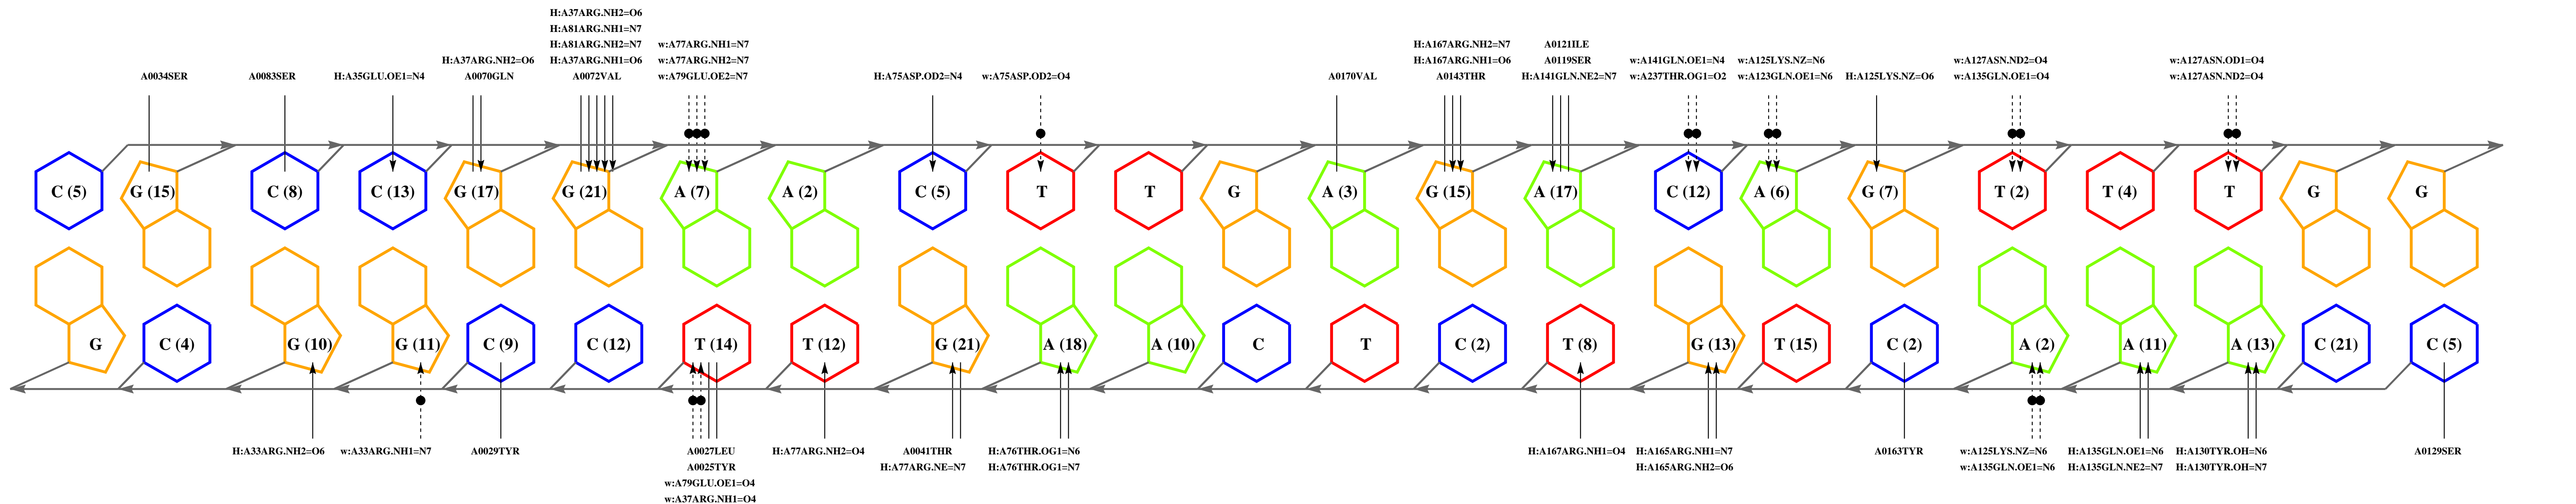 H:A37ARG.NH2=O6
H:A81ARG.NH1=N7
H:A81ARG.NH2=N7 w:A77ARG.NH1=N7 H:A167ARG.NH2=N7 A0121ILE
H:A37ARG.NH2=O6 H:A37ARG.NH1=O6 w:A77ARG.NH2=N7 H:A167ARG.NH1=O6 A0119SER w:A141GLN.OE1=N4 w:A125LYS.NZ=N6 w:A127ASN.ND2=O4 w:A127ASN.OD1=O4
A0034SER A0083SER H:A35GLU.OE1=N4 A0070GLN A0072VAL w:A79GLU.OE2=N7 H:A75ASP.OD2=N4 w:A75ASP.OD2=O4 A0170VAL A0143THR H:A141GLN.NE2=N7 w:A237THR.OG1=O2 w:A123GLN.OE1=N6 H:A125LYS.NZ=O6 w:A135GLN.OE1=O4 w:A127ASN.ND2=O4
C (5) G (15) C (8) C (13) G (17) G (21) A (7) A (2) C (5) T T G A (3) G (15) A (17) C (12) A (6) G (7) T (2) T (4) T G G
G C (4) G (10) G (11) C (9) C (12) T (14) T (12) G (21) A (18) A (10) C T C (2) T (8) G (13) T (15) C (2) A (2) A (11) A (13) C (21) C (5)
H:A33ARG.NH2=O6 w:A33ARG.NH1=N7 A0029TYR A0027LEU H:A77ARG.NH2=O4 A0041THR H:A76THR.OG1=N6 H:A167ARG.NH1=O4 H:A165ARG.NH1=N7 A0163TYR w:A125LYS.NZ=N6 H:A135GLN.OE1=N6 H:A130TYR.OH=N6 A0129SER
A0025TYR H:A77ARG.NE=N7 H:A76THR.OG1=N7 H:A165ARG.NH2=O6 w:A135GLN.OE1=N6 H:A135GLN.NE2=N7 H:A130TYR.OH=N7
w:A79GLU.OE1=O4
w:A37ARG.NH1=O4